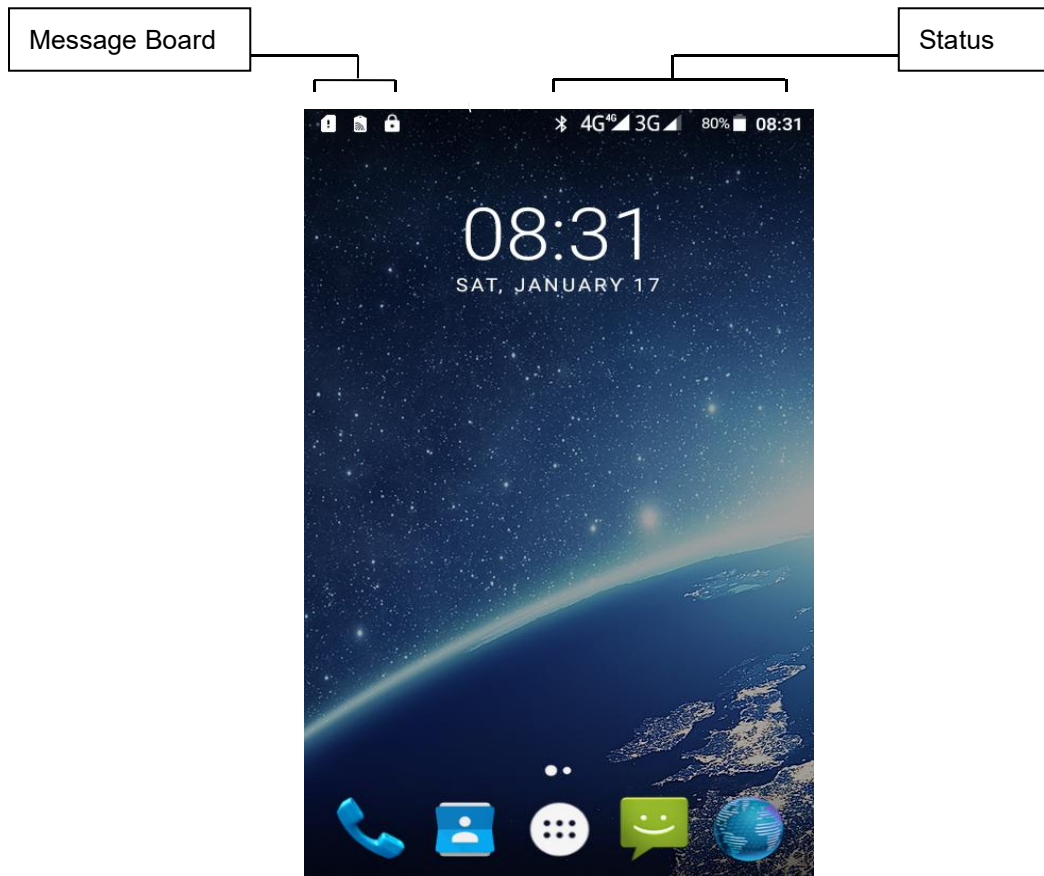 Message Board
Status
4G 4G 3G 80% 08:31
08:31
SAT, JANUARY 17